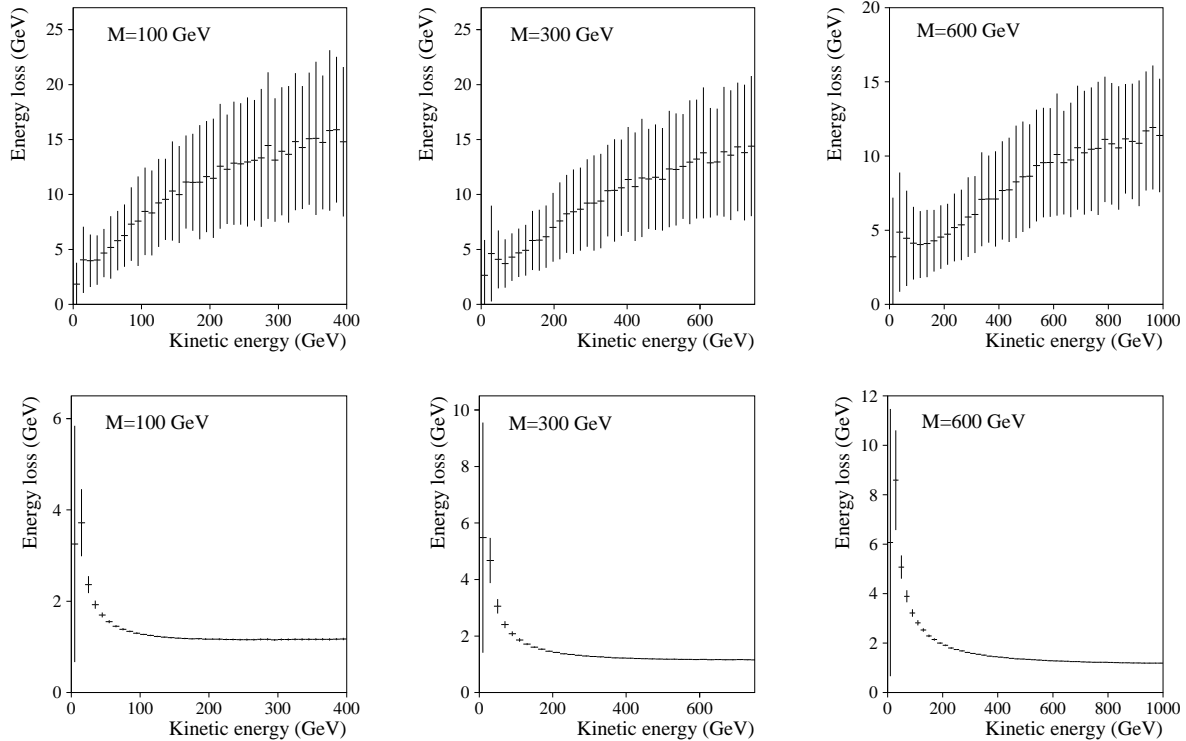 Energy loss (GeV)
M=100 GeV
25
20
15
10
5
0
0 100 200 300 400
Kinetic energy (GeV)
Energy loss (GeV)
M=300 GeV
25
20
15
10
5
0
0 200 400 600
Kinetic energy (GeV)
Energy loss (GeV)
M=600 GeV
20
15
10
5
0
0 200 400 600 800 1000
Kinetic energy (GeV)
Energy loss (GeV)
M=100 GeV
6
4
2
0
0 100 200 300 400
Kinetic energy (GeV)
Energy loss (GeV)
M=300 GeV
10
8
6
4
2
0
0 200 400 600
Kinetic energy (GeV)
Energy loss (GeV)
M=600 GeV
12
10
8
6
4
2
0
0 200 400 600 800 1000
Kinetic energy (GeV)